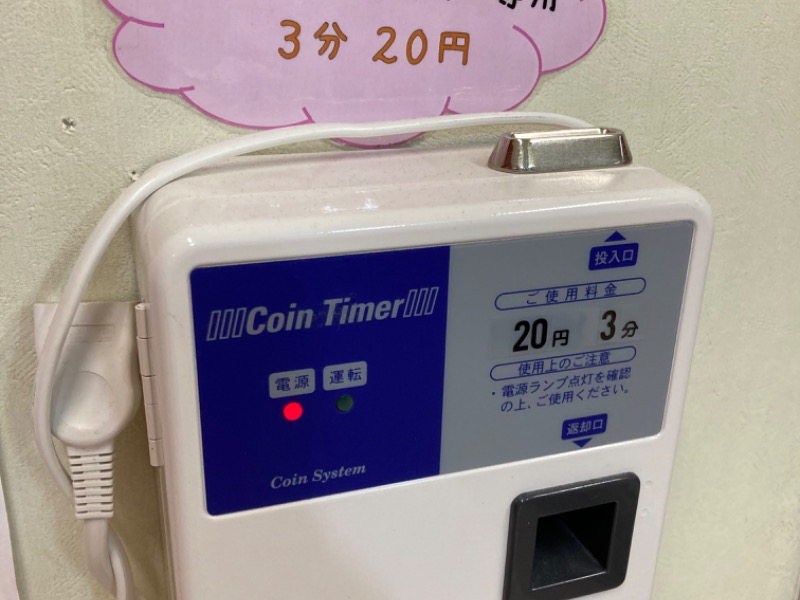 3分 20円
Coin Timer
電源 運転
Coin System
投入口
ご使用料金
20円 3分
使用上のご注意
・電源ランプ点灯を確認
の上、ご使用ください。
返却口